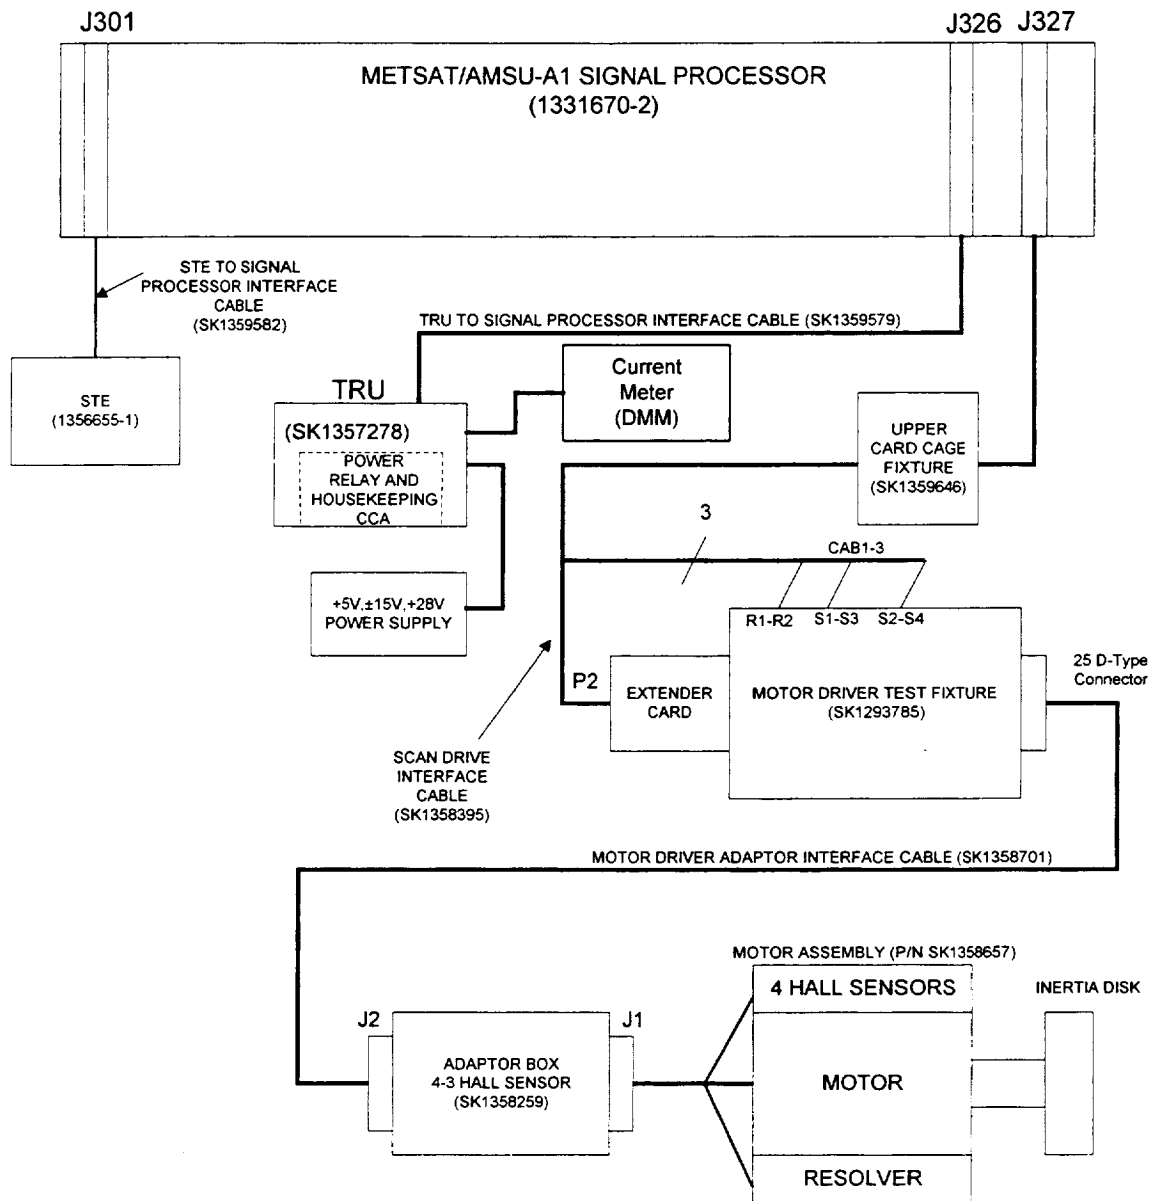 J301
J326
J327
METSAT/AMSU-A1 SIGNAL PROCESSOR
(1331670-2)
STE TO SIGNAL
PROCESSOR INTERFACE
CABLE
(SK1359582)
TRU TO SIGNAL PROCESSOR INTERFACE CABLE (SK1359579)
STE
(1356655-1)
TRU
(SK1357278)
POWER
RELAY AND
HOUSEKEEPING
CCA
Current
Meter
(DMM)
UPPER
CARD CAGE
FIXTURE
(SK1359646)
3
CAB1-3
+5V,±15V,+28V
POWER SUPPLY
R1-R2
S1-S3
S2-S4
P2
EXTENDER
CARD
MOTOR DRIVER TEST FIXTURE
(SK1293785)
25 D-Type
Connector
SCAN DRIVE
INTERFACE
CABLE
(SK1358395)
MOTOR DRIVER ADAPTOR INTERFACE CABLE (SK1358701)
MOTOR ASSEMBLY (P/N SK1358657)
4 HALL SENSORS
INERTIA DISK
J2
J1
ADAPTOR BOX
4-3 HALL SENSOR
(SK1358259)
MOTOR
RESOLVER